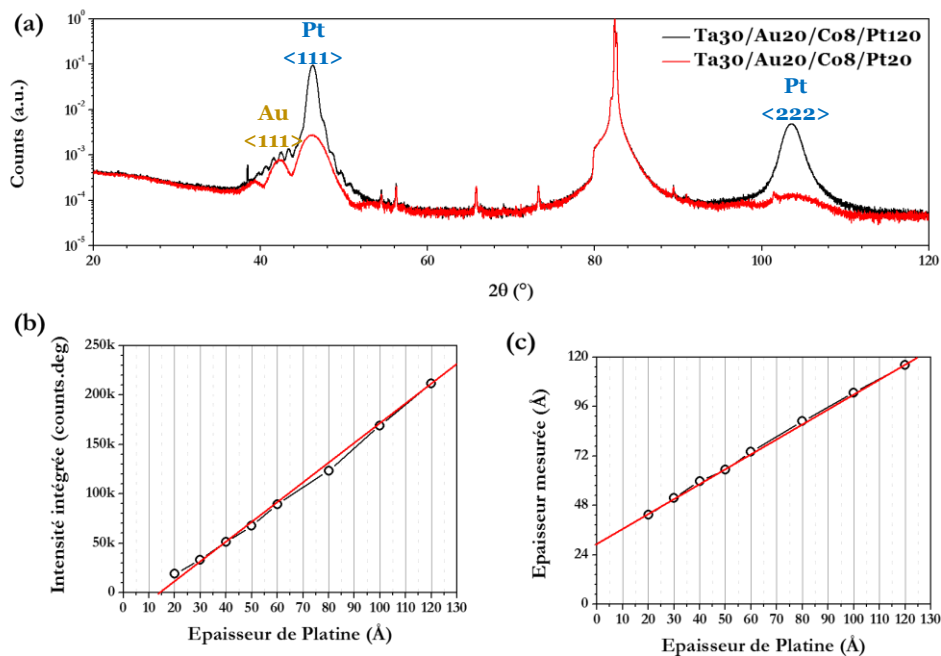 (a)
Counts (a.u.)
10^0
10^-1
10^-2
10^-3
10^-4
10^-5
Pt
<111>
Au
<111>
Ta30/Au20/Co8/Pt120
Ta30/Au20/Co8/Pt20
Pt
<222>
20 40 60 80 100 120
2θ (°)
(b)
Intensité intégrée (counts.deg)
250k
200k
150k
100k
50k
0
0 10 20 30 40 50 60 70 80 90 100 110 120 130
Epaisseur de Platine (Å)
(c)
Epaisseur mesurée (Å)
120
96
72
48
24
0
0 10 20 30 40 50 60 70 80 90 100 110 120 130
Epaisseur de Platine (Å)